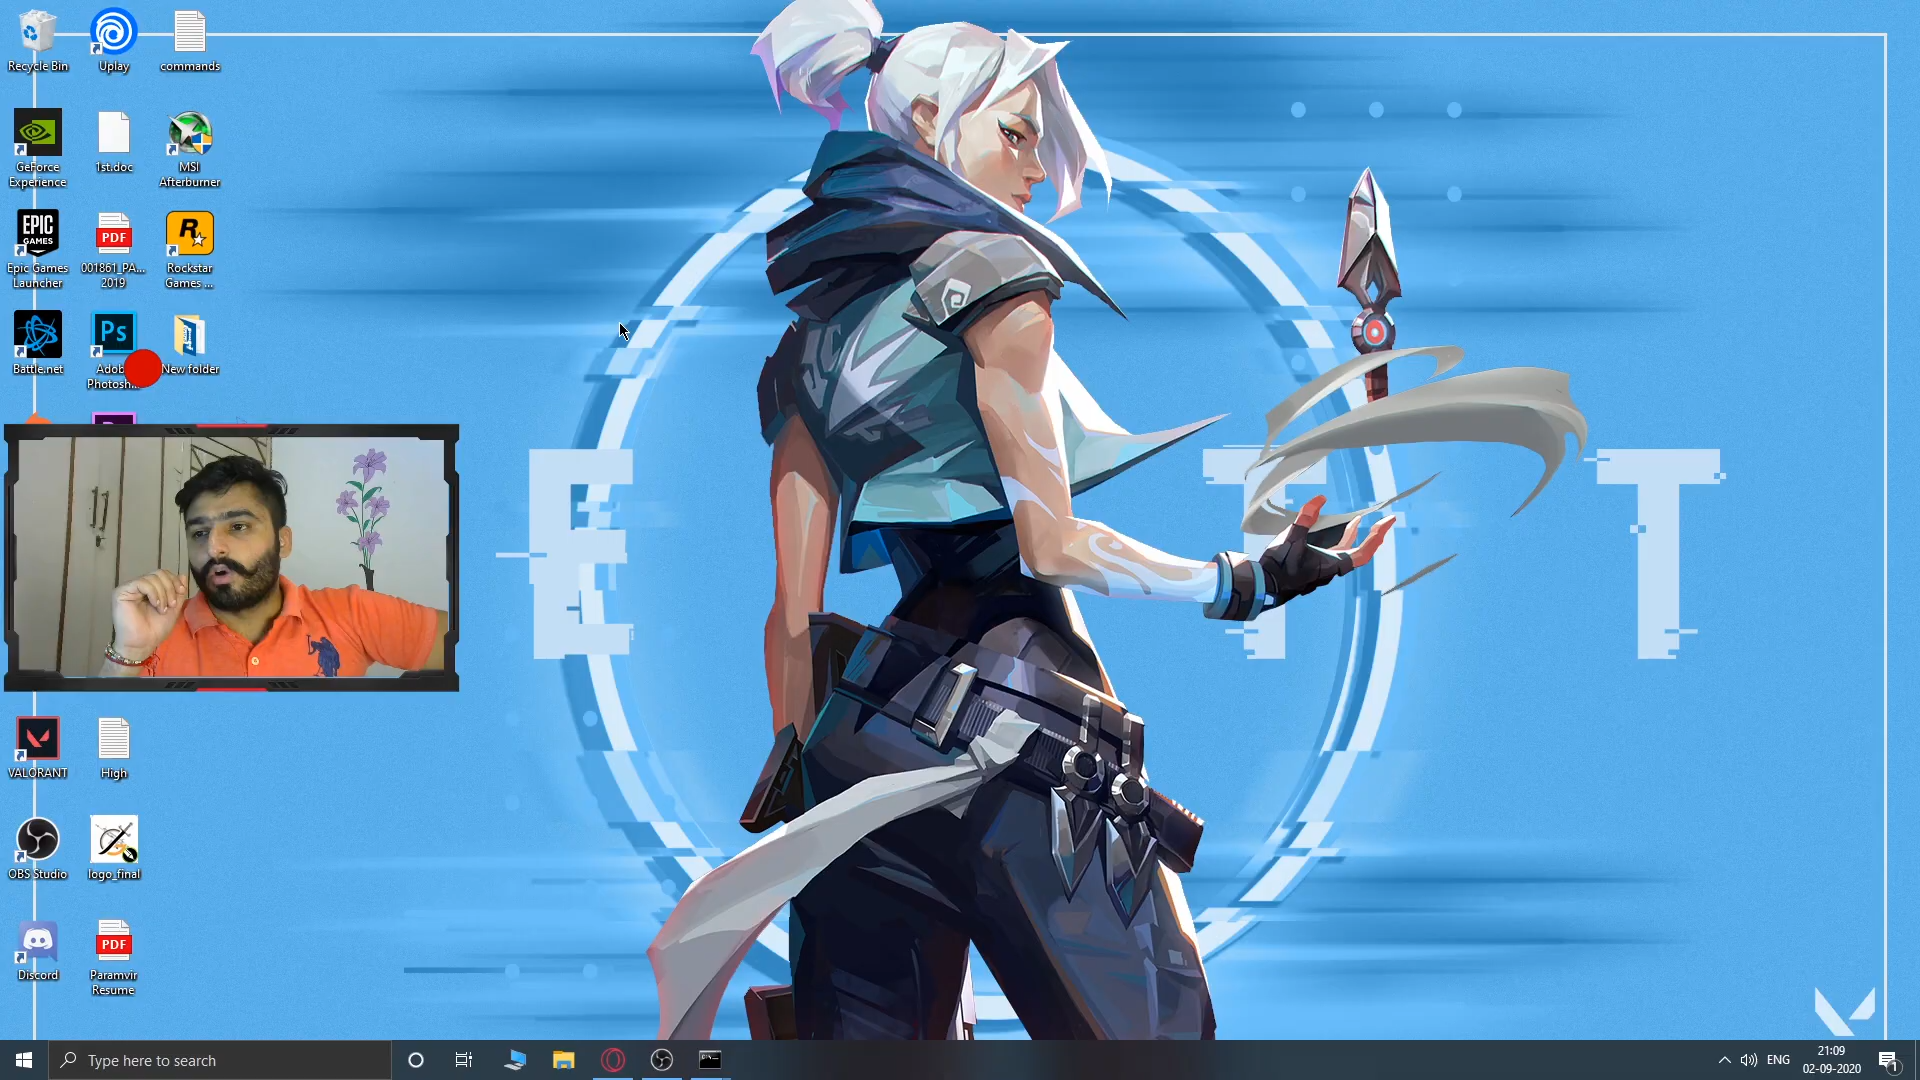 Recycle Bin
Uplay
commands
GeForce
Experience
1st.doc
MSI
Afterburner
EPIC
GAMES
Epic Games
Launcher
PDF
001861_PA...
2019
R
Rockstar
Games ...
Battle.net
Ps
Adob
Photosh...
New folder
E
T
T
VALORANT
High
OBS Studio
logo_final
Discord
PDF
Paramvir
Resume
Type here to search
ENG
21:09
02-09-2020
1